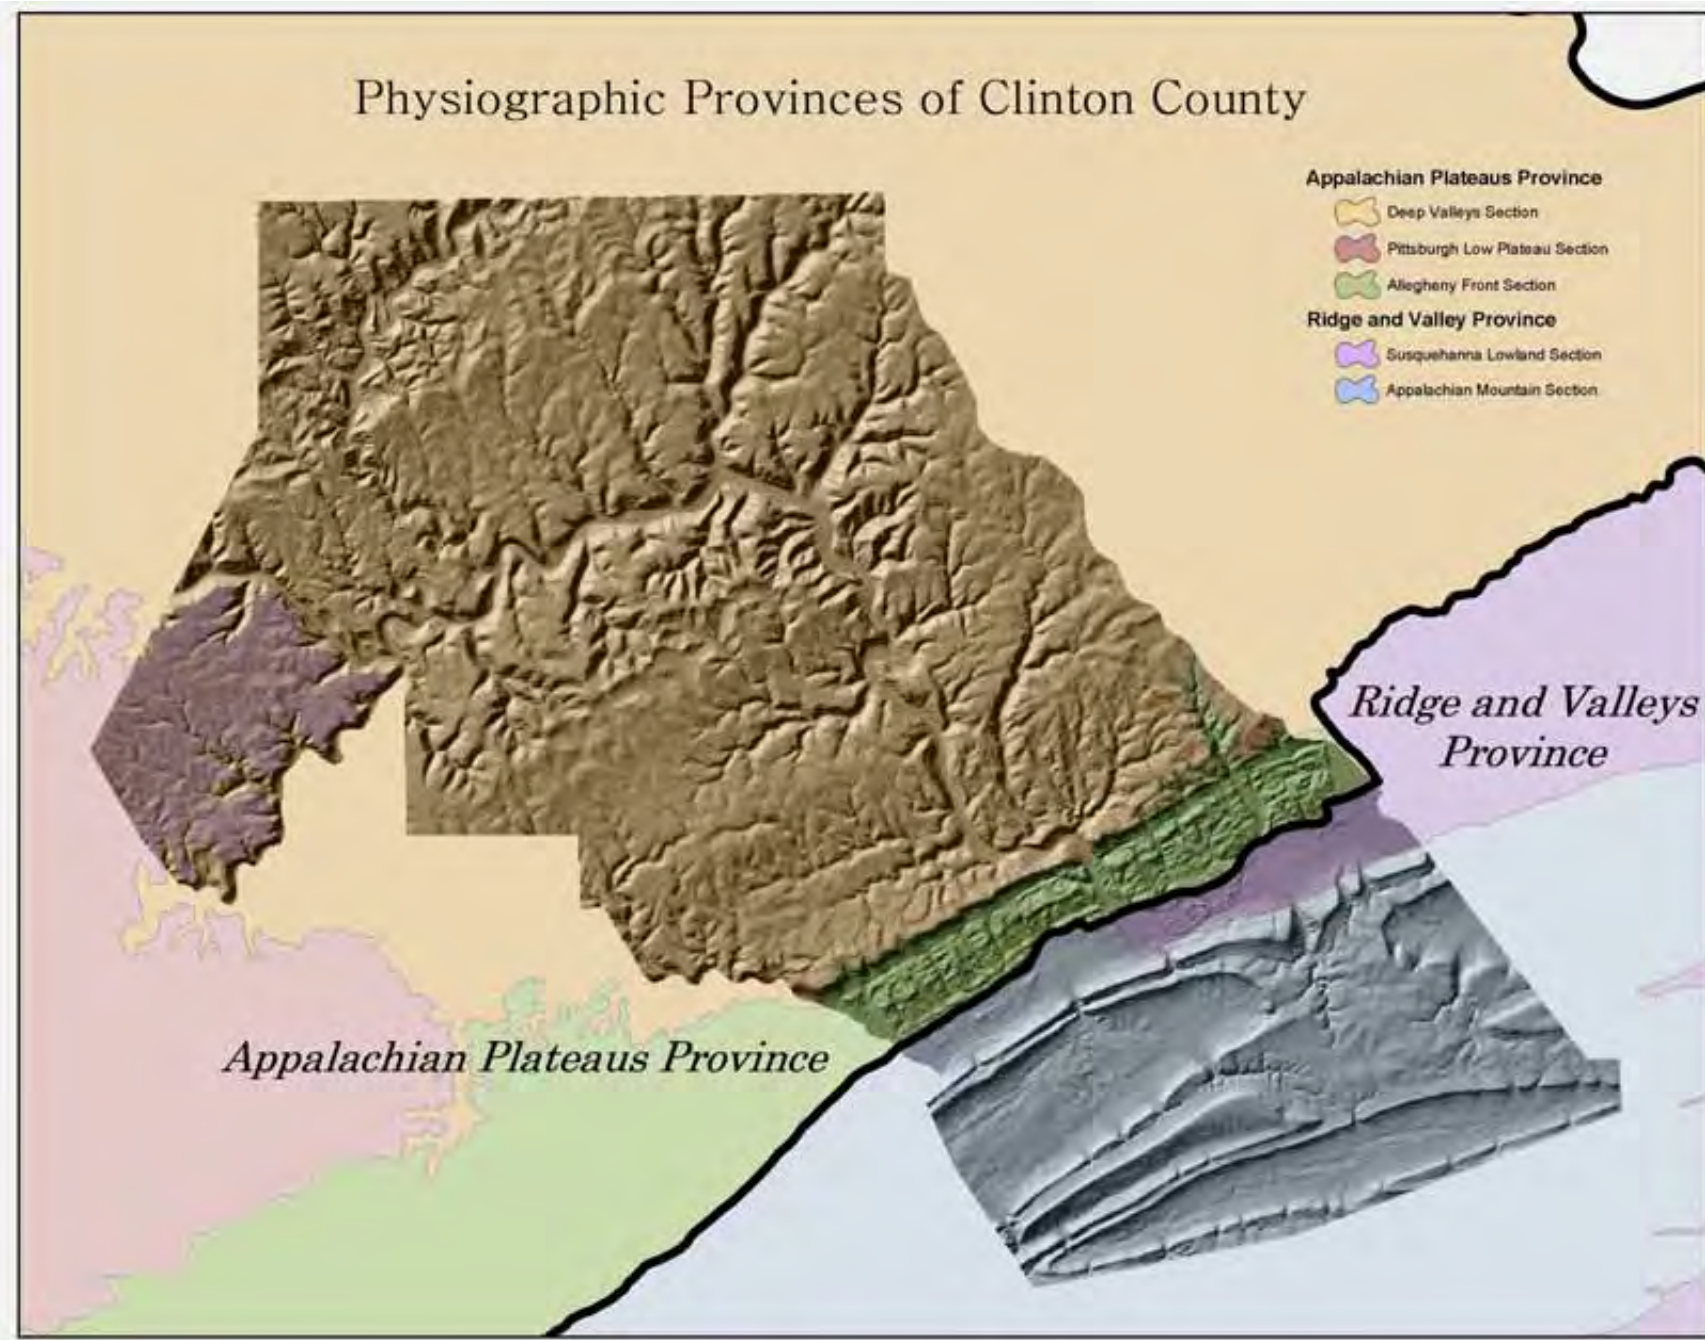 Physiographic Provinces of Clinton County
Appalachian Plateaus Province
Deep Valleys Section
Pittsburgh Low Plateau Section
Allegheny Front Section
Ridge and Valley Province
Susquehanna Lowland Section
Appalachian Mountain Section
Ridge and Valleys
Province
Appalachian Plateaus Province